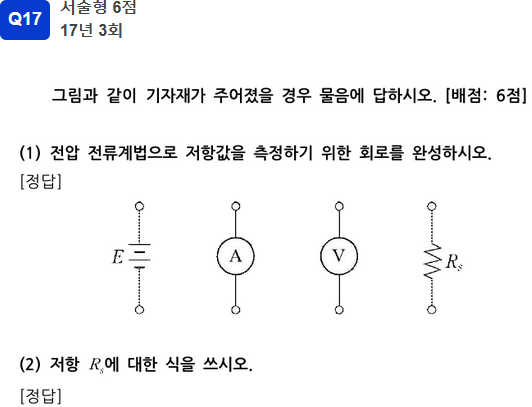 Q17
서술형 6점
17년 3회
그림과 같이 기자재가 주어졌을 경우 물음에 답하시오. [배점: 6점]
(1) 전압 전류계법으로 저항값을 측정하기 위한 회로를 완성하시오.
[정답]
E A V Rs
(2) 저항 Rs에 대한 식을 쓰시오.
[정답]